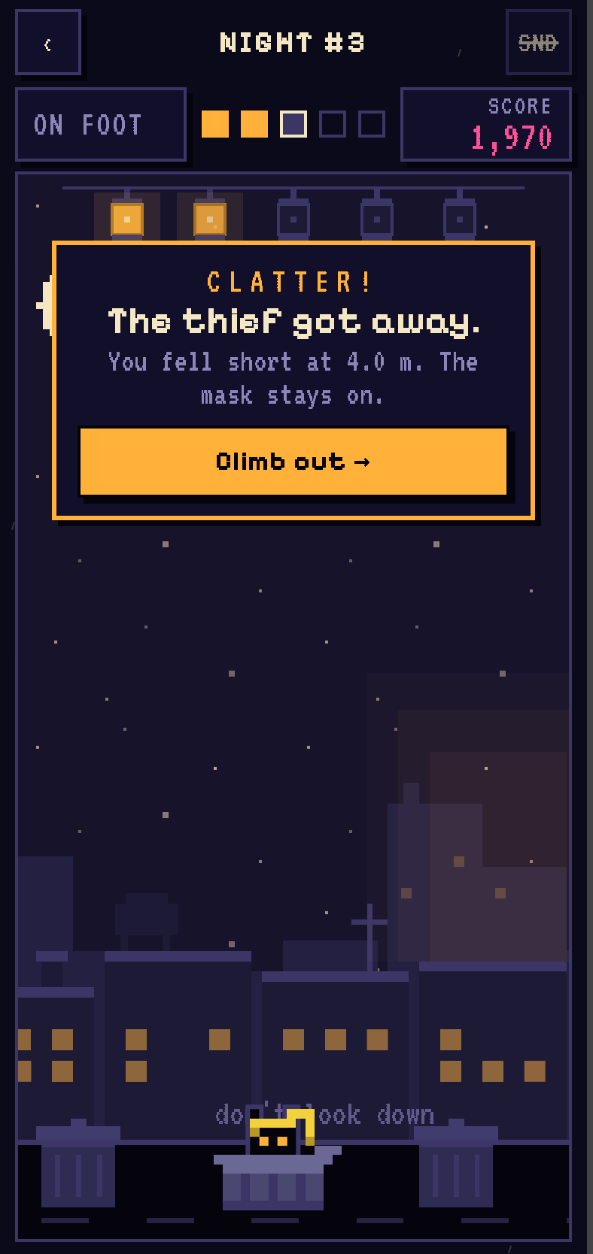 ‹
NIGHT #3
SND
ON FOOT
SCORE
1,970
CLATTER!
The thief got away.
You fell short at 4.0 m. The
mask stays on.
Climb out →
don't look down